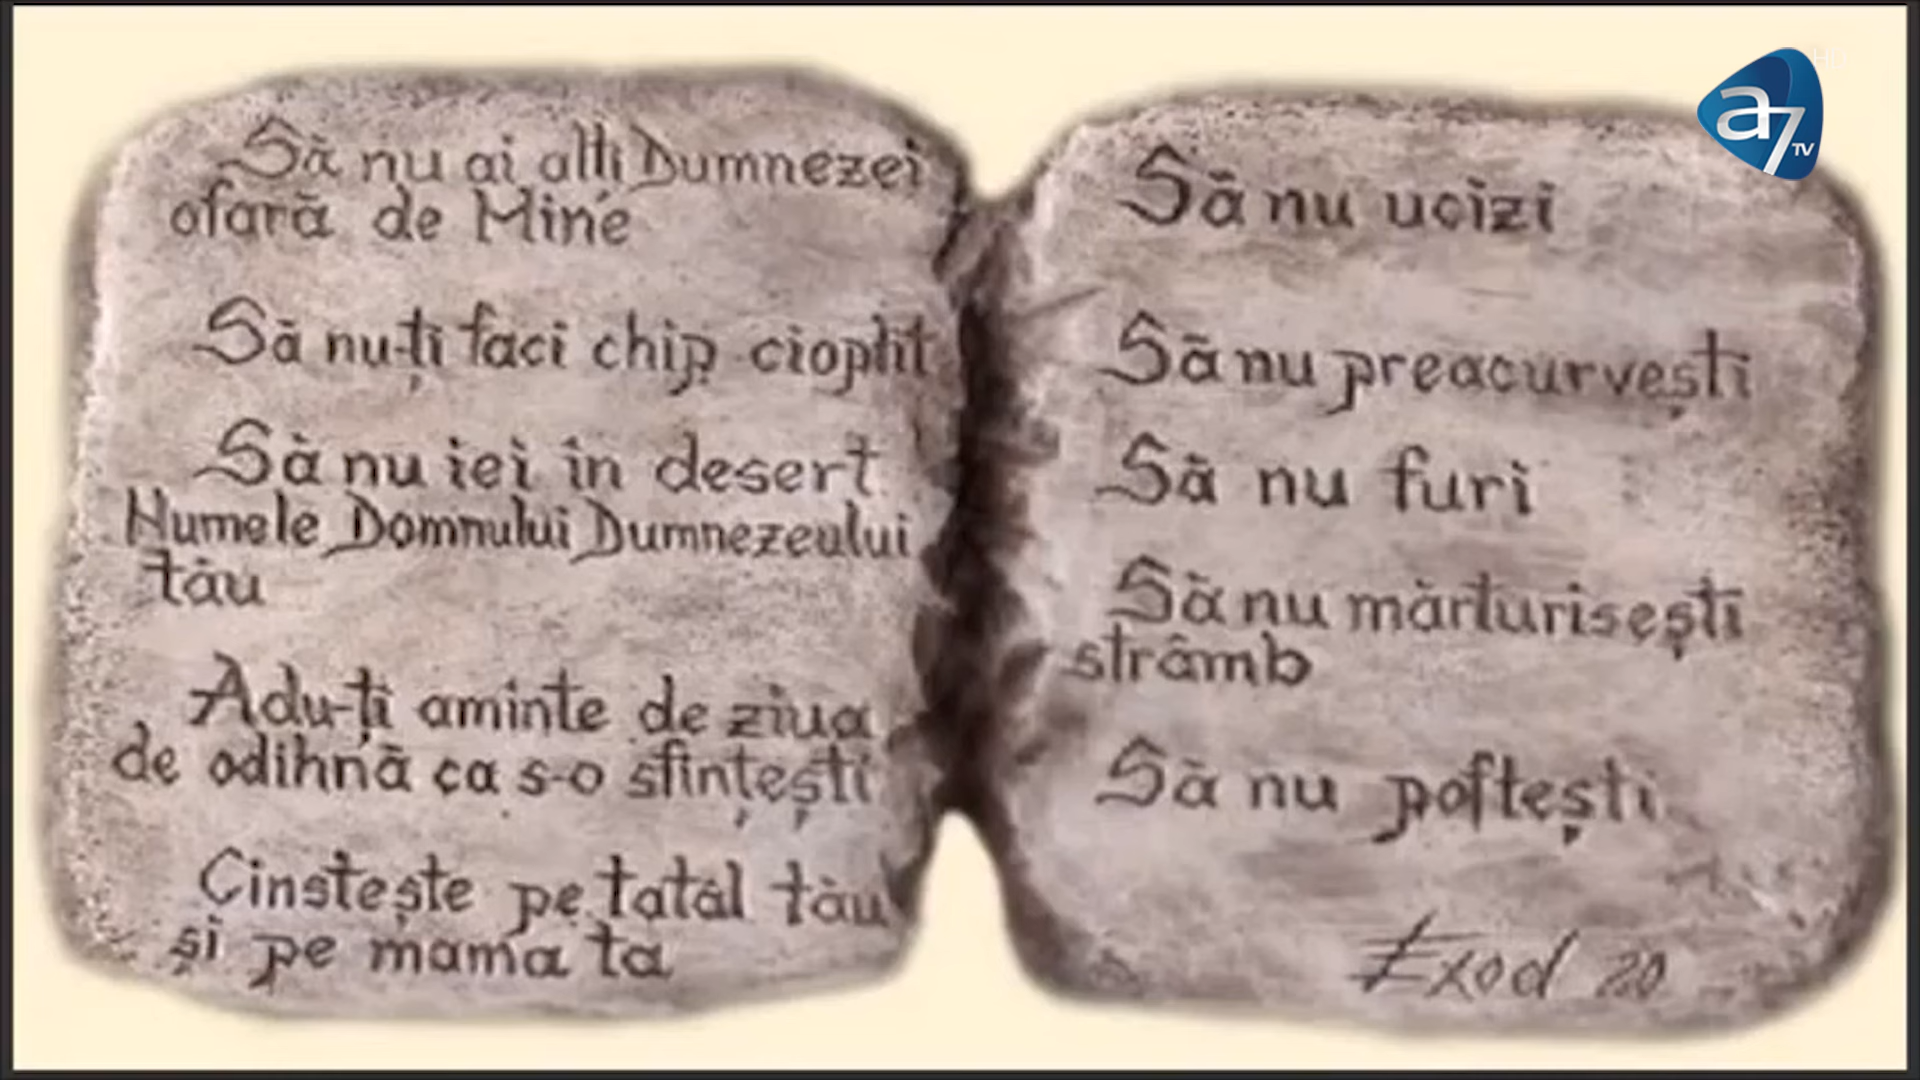 Să nu ai alți Dumnezei
afară de Mine
Să nu-ți faci chip cioplit
Să nu iei în desert
Numele Domnului Dumnezeului
tău
Adu-ți aminte de ziua
de odihnă ca s-o sfințești
Cinstește pe tatăl tău
și pe mama ta
Să nu ucizi
Să nu preacurvești
Să nu furi
Să nu mărturisești
strâmb
Să nu poftești
Exod 20
a7 TV
HD